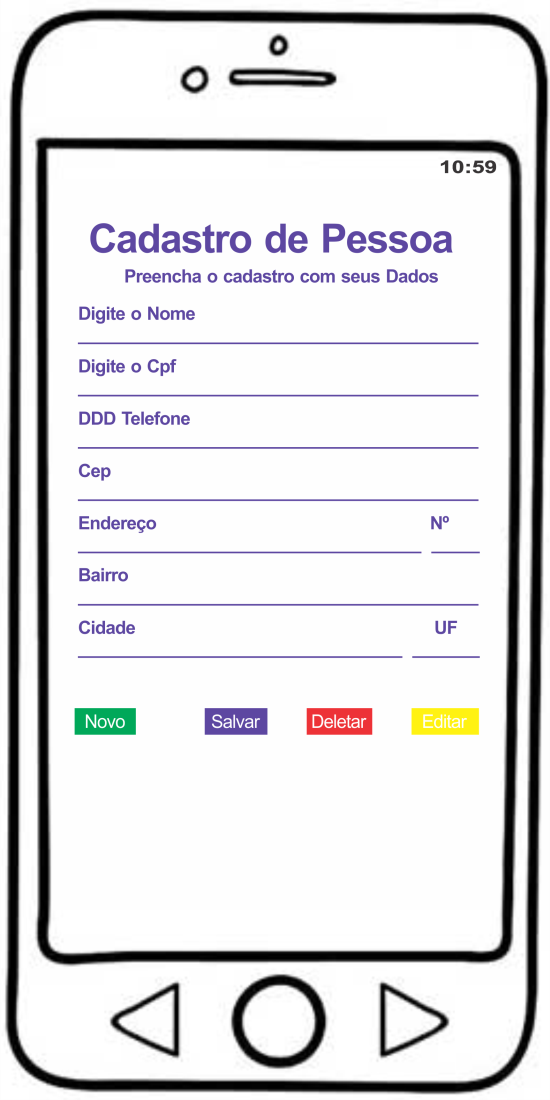 10:59
Cadastro de Pessoa
Preencha o cadastro com seus Dados
Digite o Nome
Digite o Cpf
DDD Telefone
Cep
Endereço Nº
Bairro
Cidade UF
Novo Salvar Deletar Editar